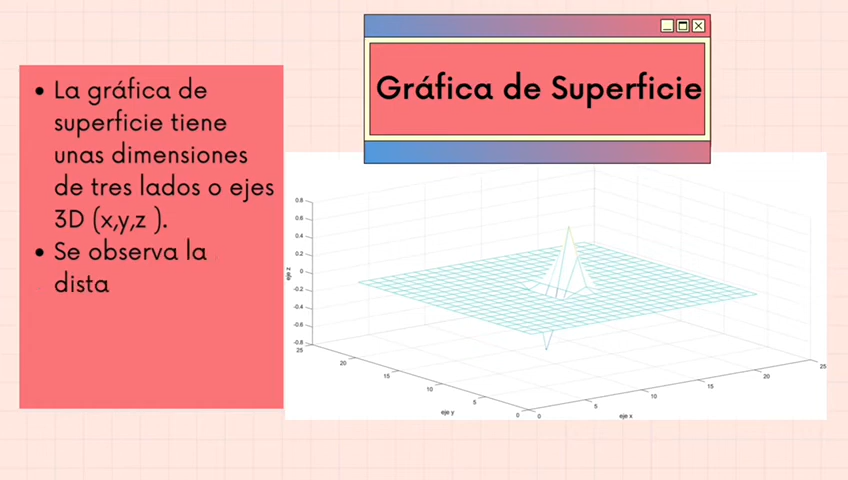 Gráfica de Superficie
• La gráfica de
superficie tiene
unas dimensiones
de tres lados o ejes
3D (x,y,z ).
• Se observa la
dista
0.8
0.6
0.4
0.2
0
-0.2
-0.4
-0.6
-0.8
eje z
25
20
15
10
5
0
eje y
0
5
10
15
20
25
eje x